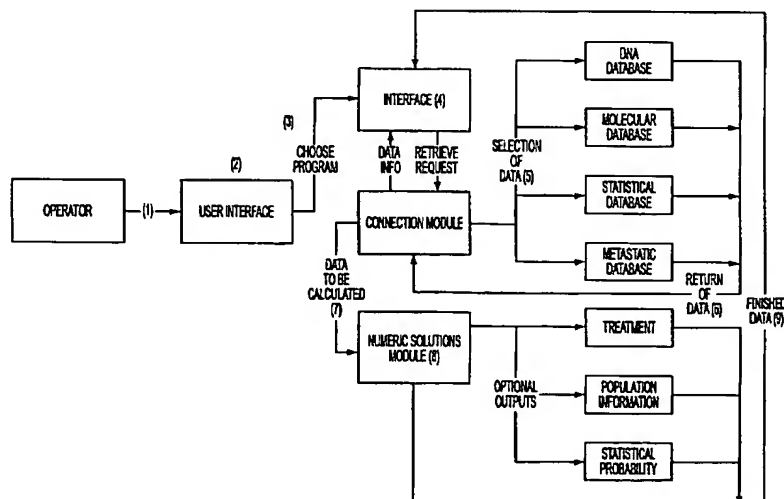 OPERATOR
(1)
(2)
USER INTERFACE
(3)
CHOOSE
PROGRAM
INTERFACE (4)
DATA
INFO
RETRIEVE
REQUEST
CONNECTION MODULE
SELECTION
OF
DATA (5)
DNA
DATABASE
MOLECULAR
DATABASE
STATISTICAL
DATABASE
METASTATIC
DATABASE
RETURN
OF
DATA (6)
FINISHED
DATA (9)
DATA
TO BE
CALCULATED
(7)
NUMERIC SOLUTIONS
MODULE (8)
OPTIONAL
OUTPUTS
TREATMENT
POPULATION
INFORMATION
STATISTICAL
PROBABILITY